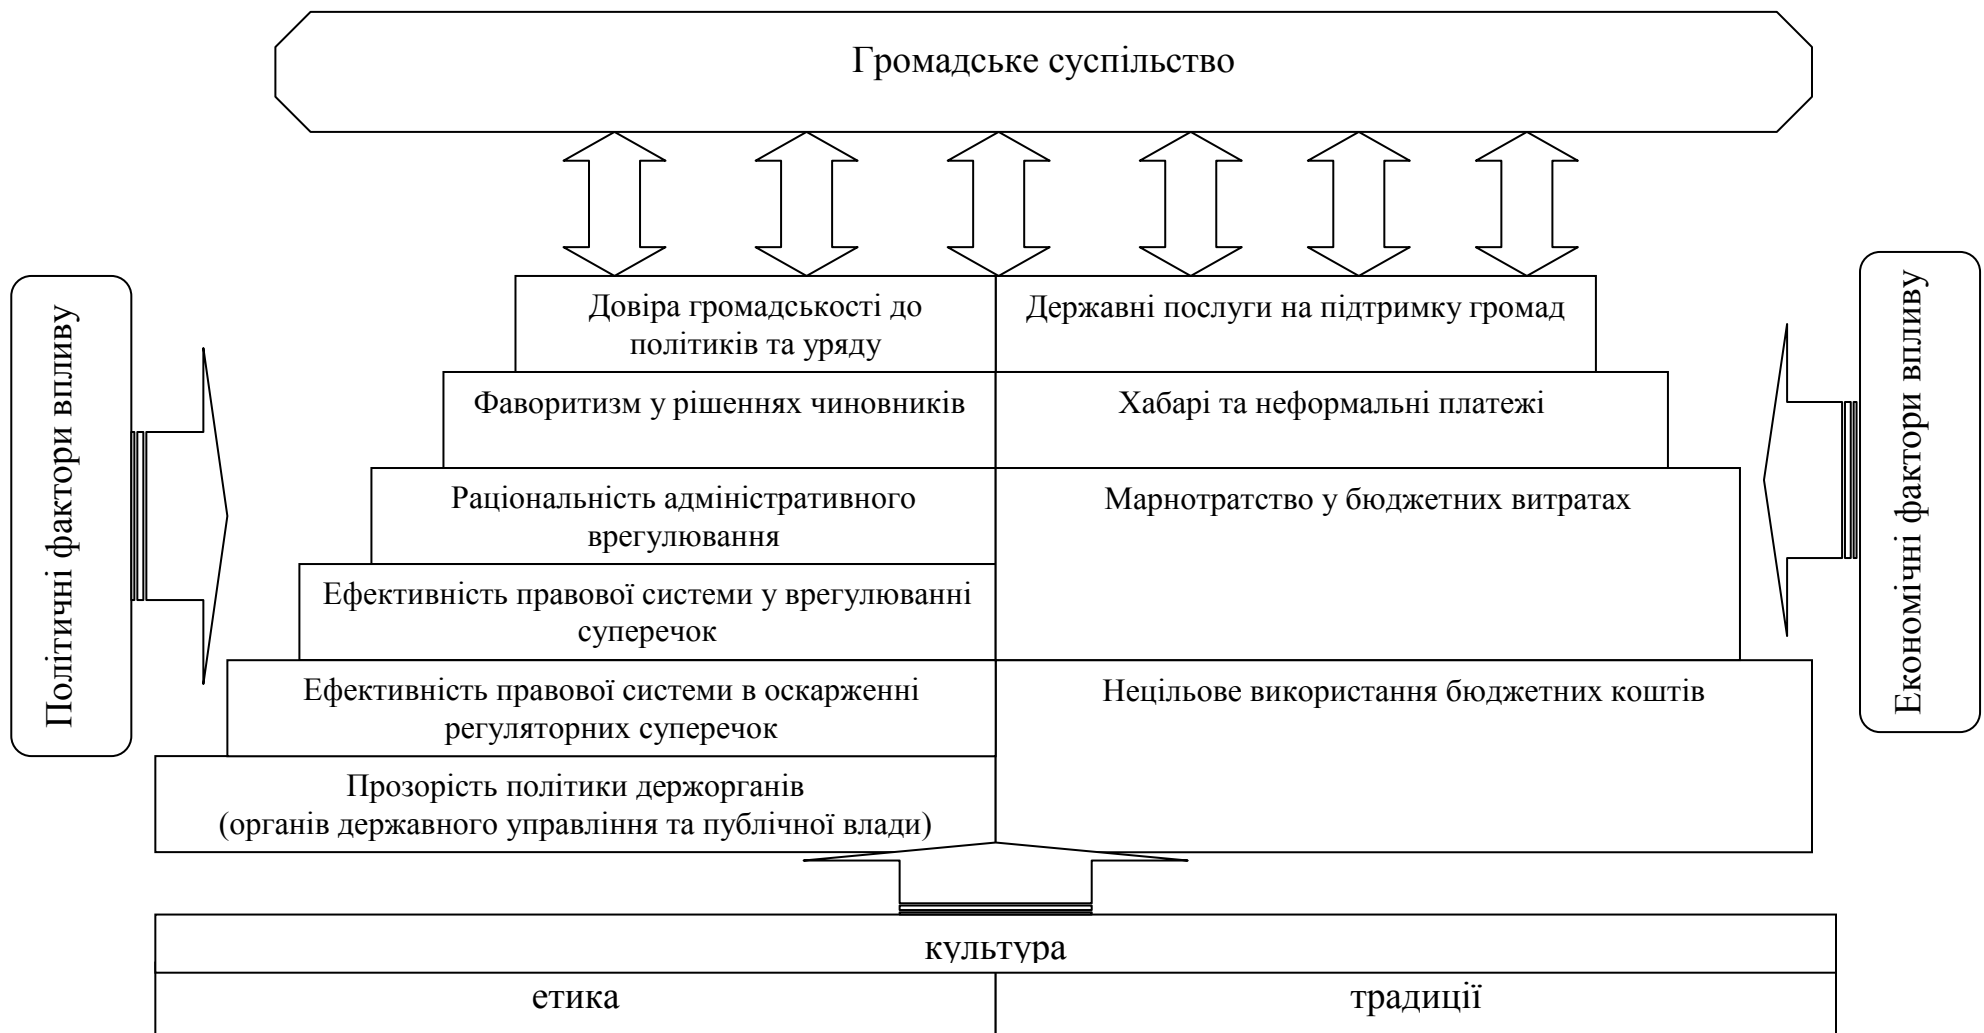 Громадське суспільство
Політичні фактори впливу
Економічні фактори впливу
Довіра громадськості до
політиків та уряду
Державні послуги на підтримку громад
Фаворитизм у рішеннях чиновників
Хабарі та неформальні платежі
Раціональність адміністративного
врегулювання
Марнотратство у бюджетних витратах
Ефективність правової системи у врегулюванні
суперечок
Ефективність правової системи в оскарженні
регуляторних суперечок
Нецільове використання бюджетних коштів
Прозорість політики держорганів
(органів державного управління та публічної влади)
культура
етика
традиції